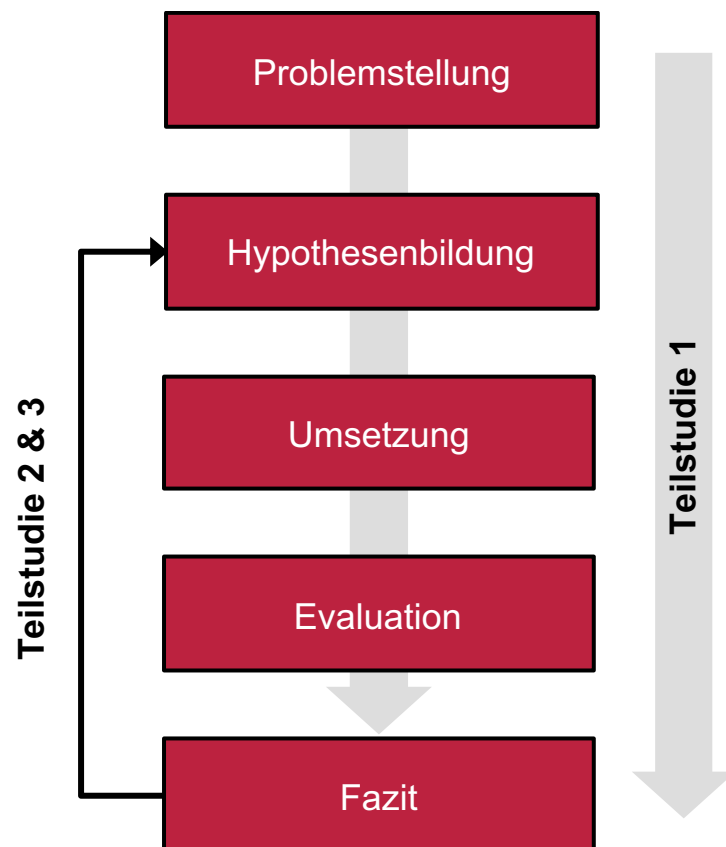 Problemstellung
Hypothesenbildung
Umsetzung
Evaluation
Fazit
Teilstudie 2 & 3
Teilstudie 1